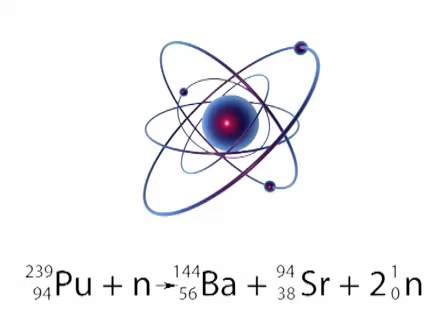 ²³⁹₉₄Pu + n → ¹⁴⁴₅₆Ba + ⁹⁴₃₈Sr + 2¹₀n